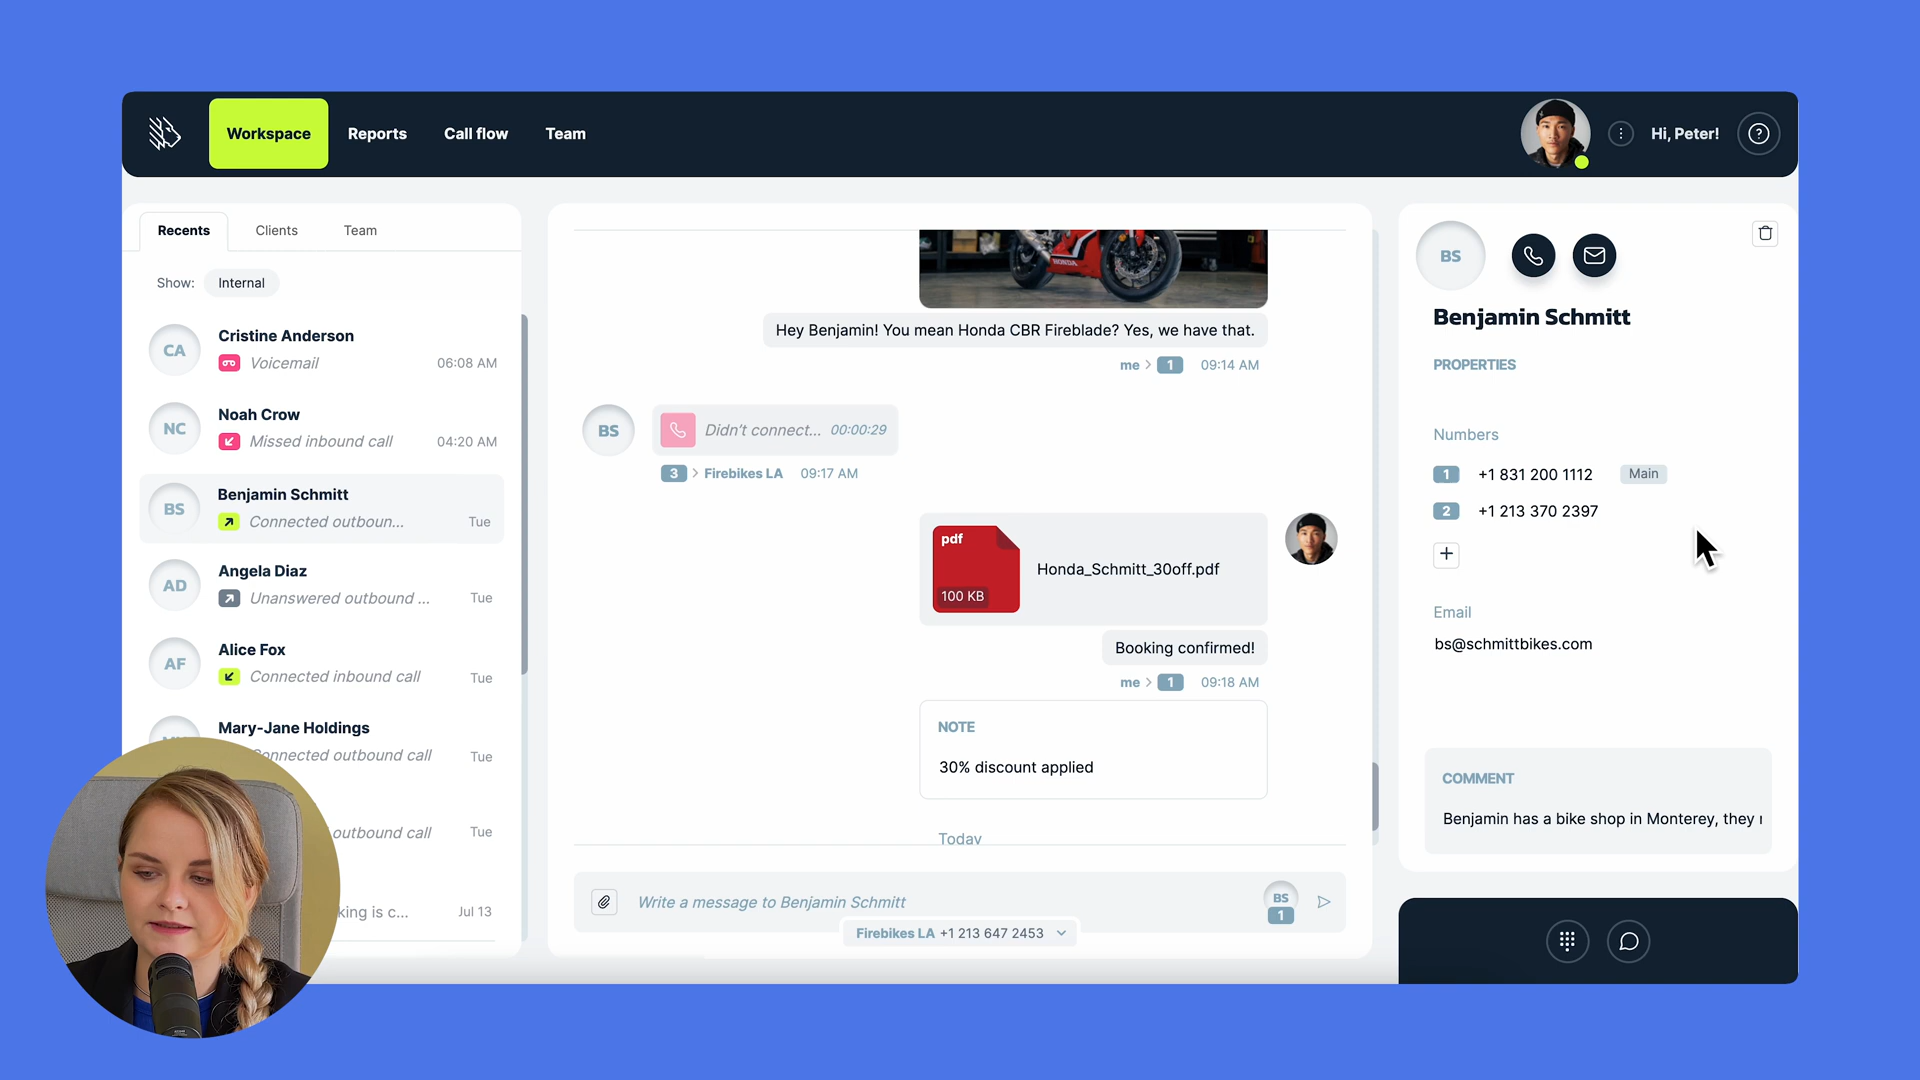 Workspace
Reports
Call flow
Team
Hi, Peter!
?
Recents
Clients
Team
Show:
Internal
CA
Cristine Anderson
Voicemail
06:08 AM
NC
Noah Crow
Missed inbound call
04:20 AM
BS
Benjamin Schmitt
Connected outboun...
Tue
AD
Angela Diaz
Unanswered outbound ...
Tue
AF
Alice Fox
Connected inbound call
Tue
Mary-Jane Holdings
Connected outbound call
Tue
outbound call
Tue
king is c...
Jul 13
HONDA
Hey Benjamin! You mean Honda CBR Fireblade? Yes, we have that.
me > 1 09:14 AM
BS
Didn't connect... 00:00:29
3 > Firebikes LA 09:17 AM
pdf
100 KB
Honda_Schmitt_30off.pdf
Booking confirmed!
me > 1 09:18 AM
NOTE
30% discount applied
Today
Write a message to Benjamin Schmitt
BS
1
Firebikes LA +1 213 647 2453
BS
Benjamin Schmitt
PROPERTIES
Numbers
1 +1 831 200 1112 Main
2 +1 213 370 2397
+
Email
bs@schmittbikes.com
COMMENT
Benjamin has a bike shop in Monterey, they